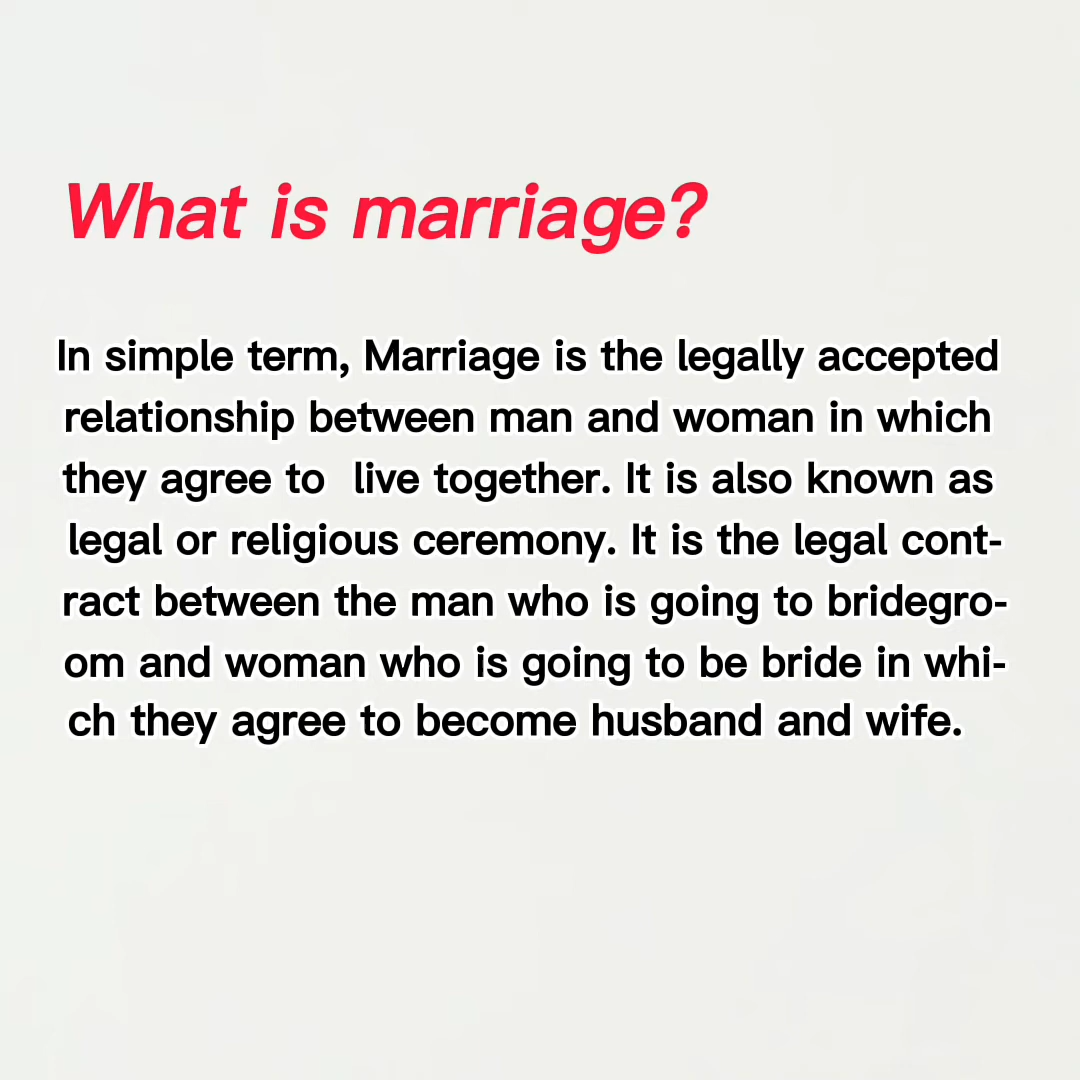 What is marriage?
In simple term, Marriage is the legally accepted
relationship between man and woman in which
they agree to  live together. It is also known as
legal or religious ceremony. It is the legal cont-
ract between the man who is going to bridegro-
om and woman who is going to be bride in whi-
ch they agree to become husband and wife.